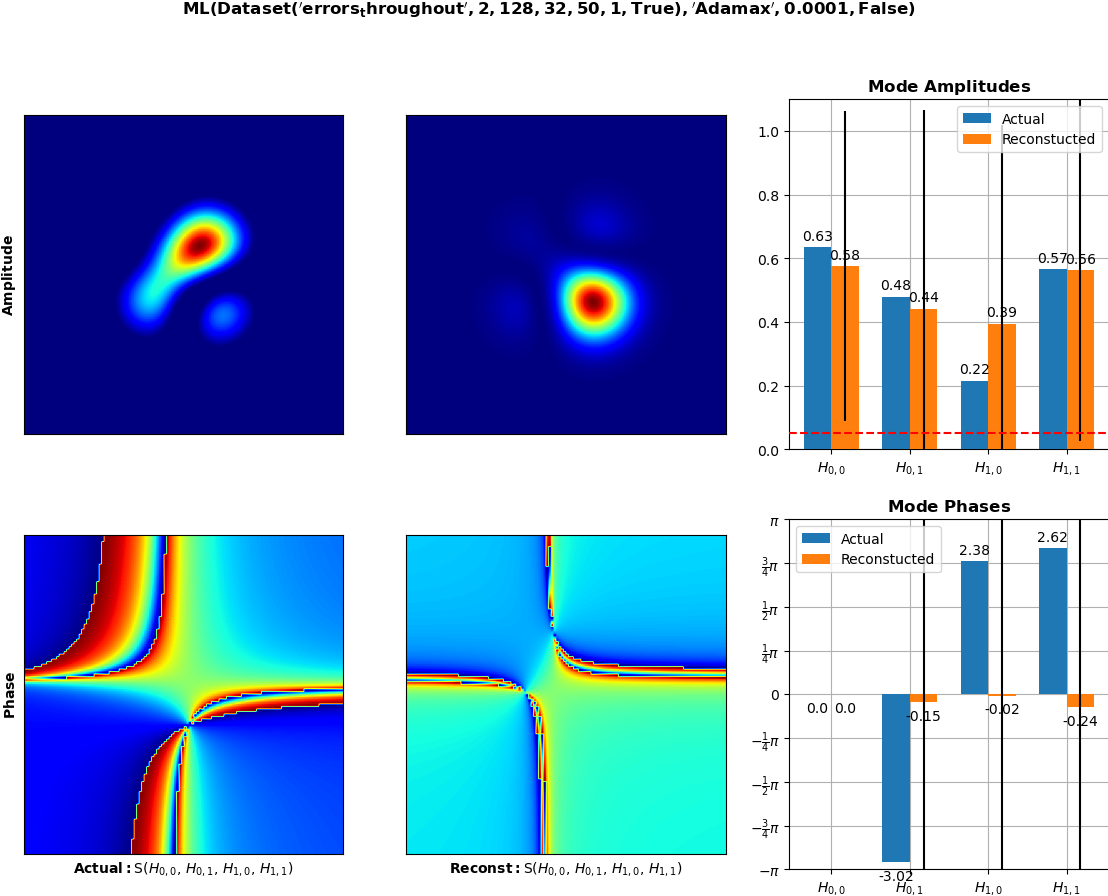 ML(Dataset('errors_throughout', 2, 128, 32, 50, 1, True), 'Adamax', 0.0001, False)
Amplitude
Mode Amplitudes
Actual
Reconstucted
1.0
0.8
0.6
0.4
0.2
0.0
0.63
0.58
0.48
0.44
0.22
0.39
0.57
0.56
H0,0
H0,1
H1,0
H1,1
Phase
Actual: S(H0,0, H0,1, H1,0, H1,1)
Reconst: S(H0,0, H0,1, H1,0, H1,1)
Mode Phases
Actual
Reconstucted
π
3/4π
1/2π
1/4π
0
−1/4π
−1/2π
−3/4π
−π
0.0
0.0
-3.02
-0.15
2.38
-0.02
2.62
-0.24
H0,0
H0,1
H1,0
H1,1